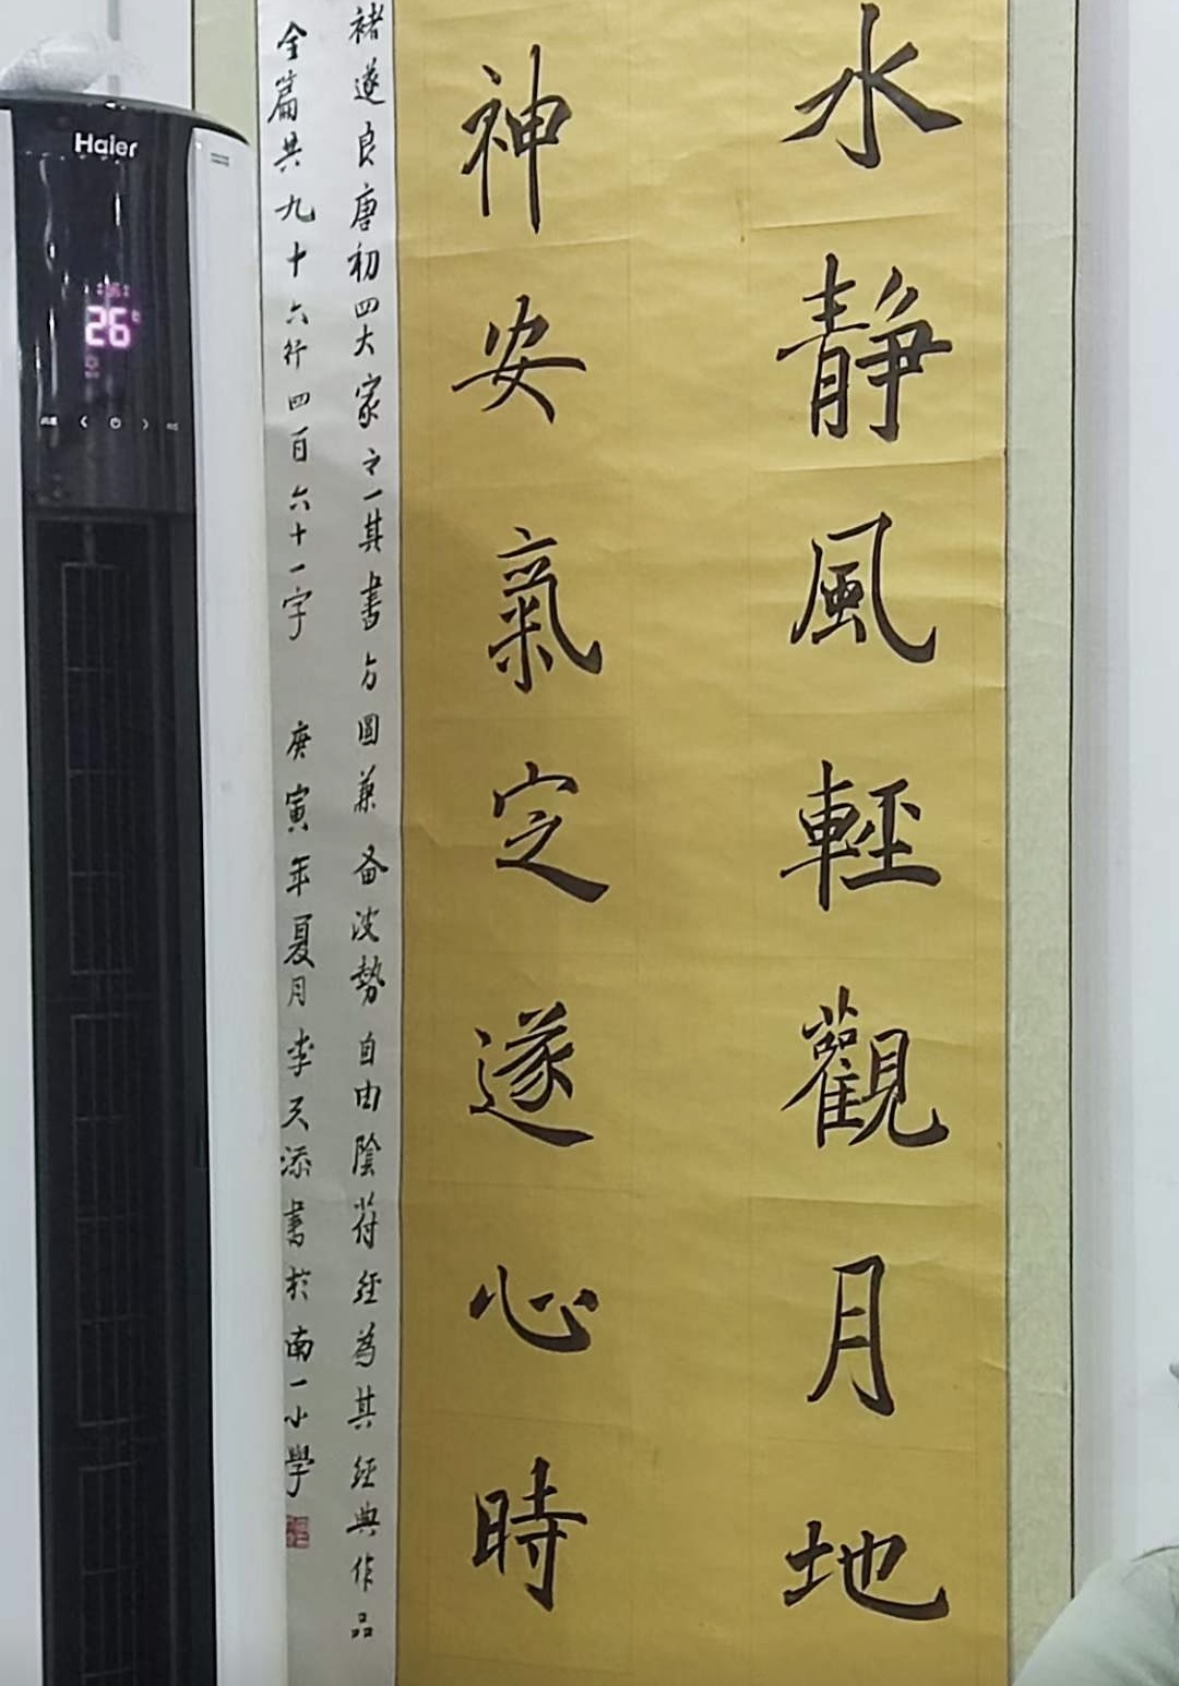 水靜風輕觀月地
神安氣定遂心時
褚遂良唐初四大家之一其書方圓兼备波勢自由陰符経為其経典作品
全篇共九十六行四百六十一字 庚寅年夏月李天添書於南一小學
Haier
26